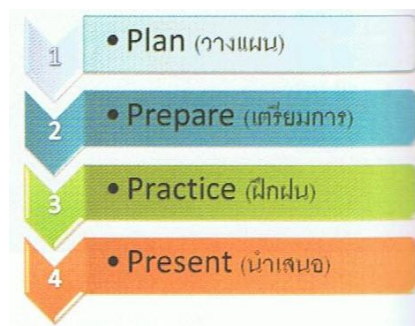 1 • Plan (วางแผน)
2 • Prepare (เตรียมการ)
3 • Practice (ฝึกฝน)
4 • Present (นำเสนอ)